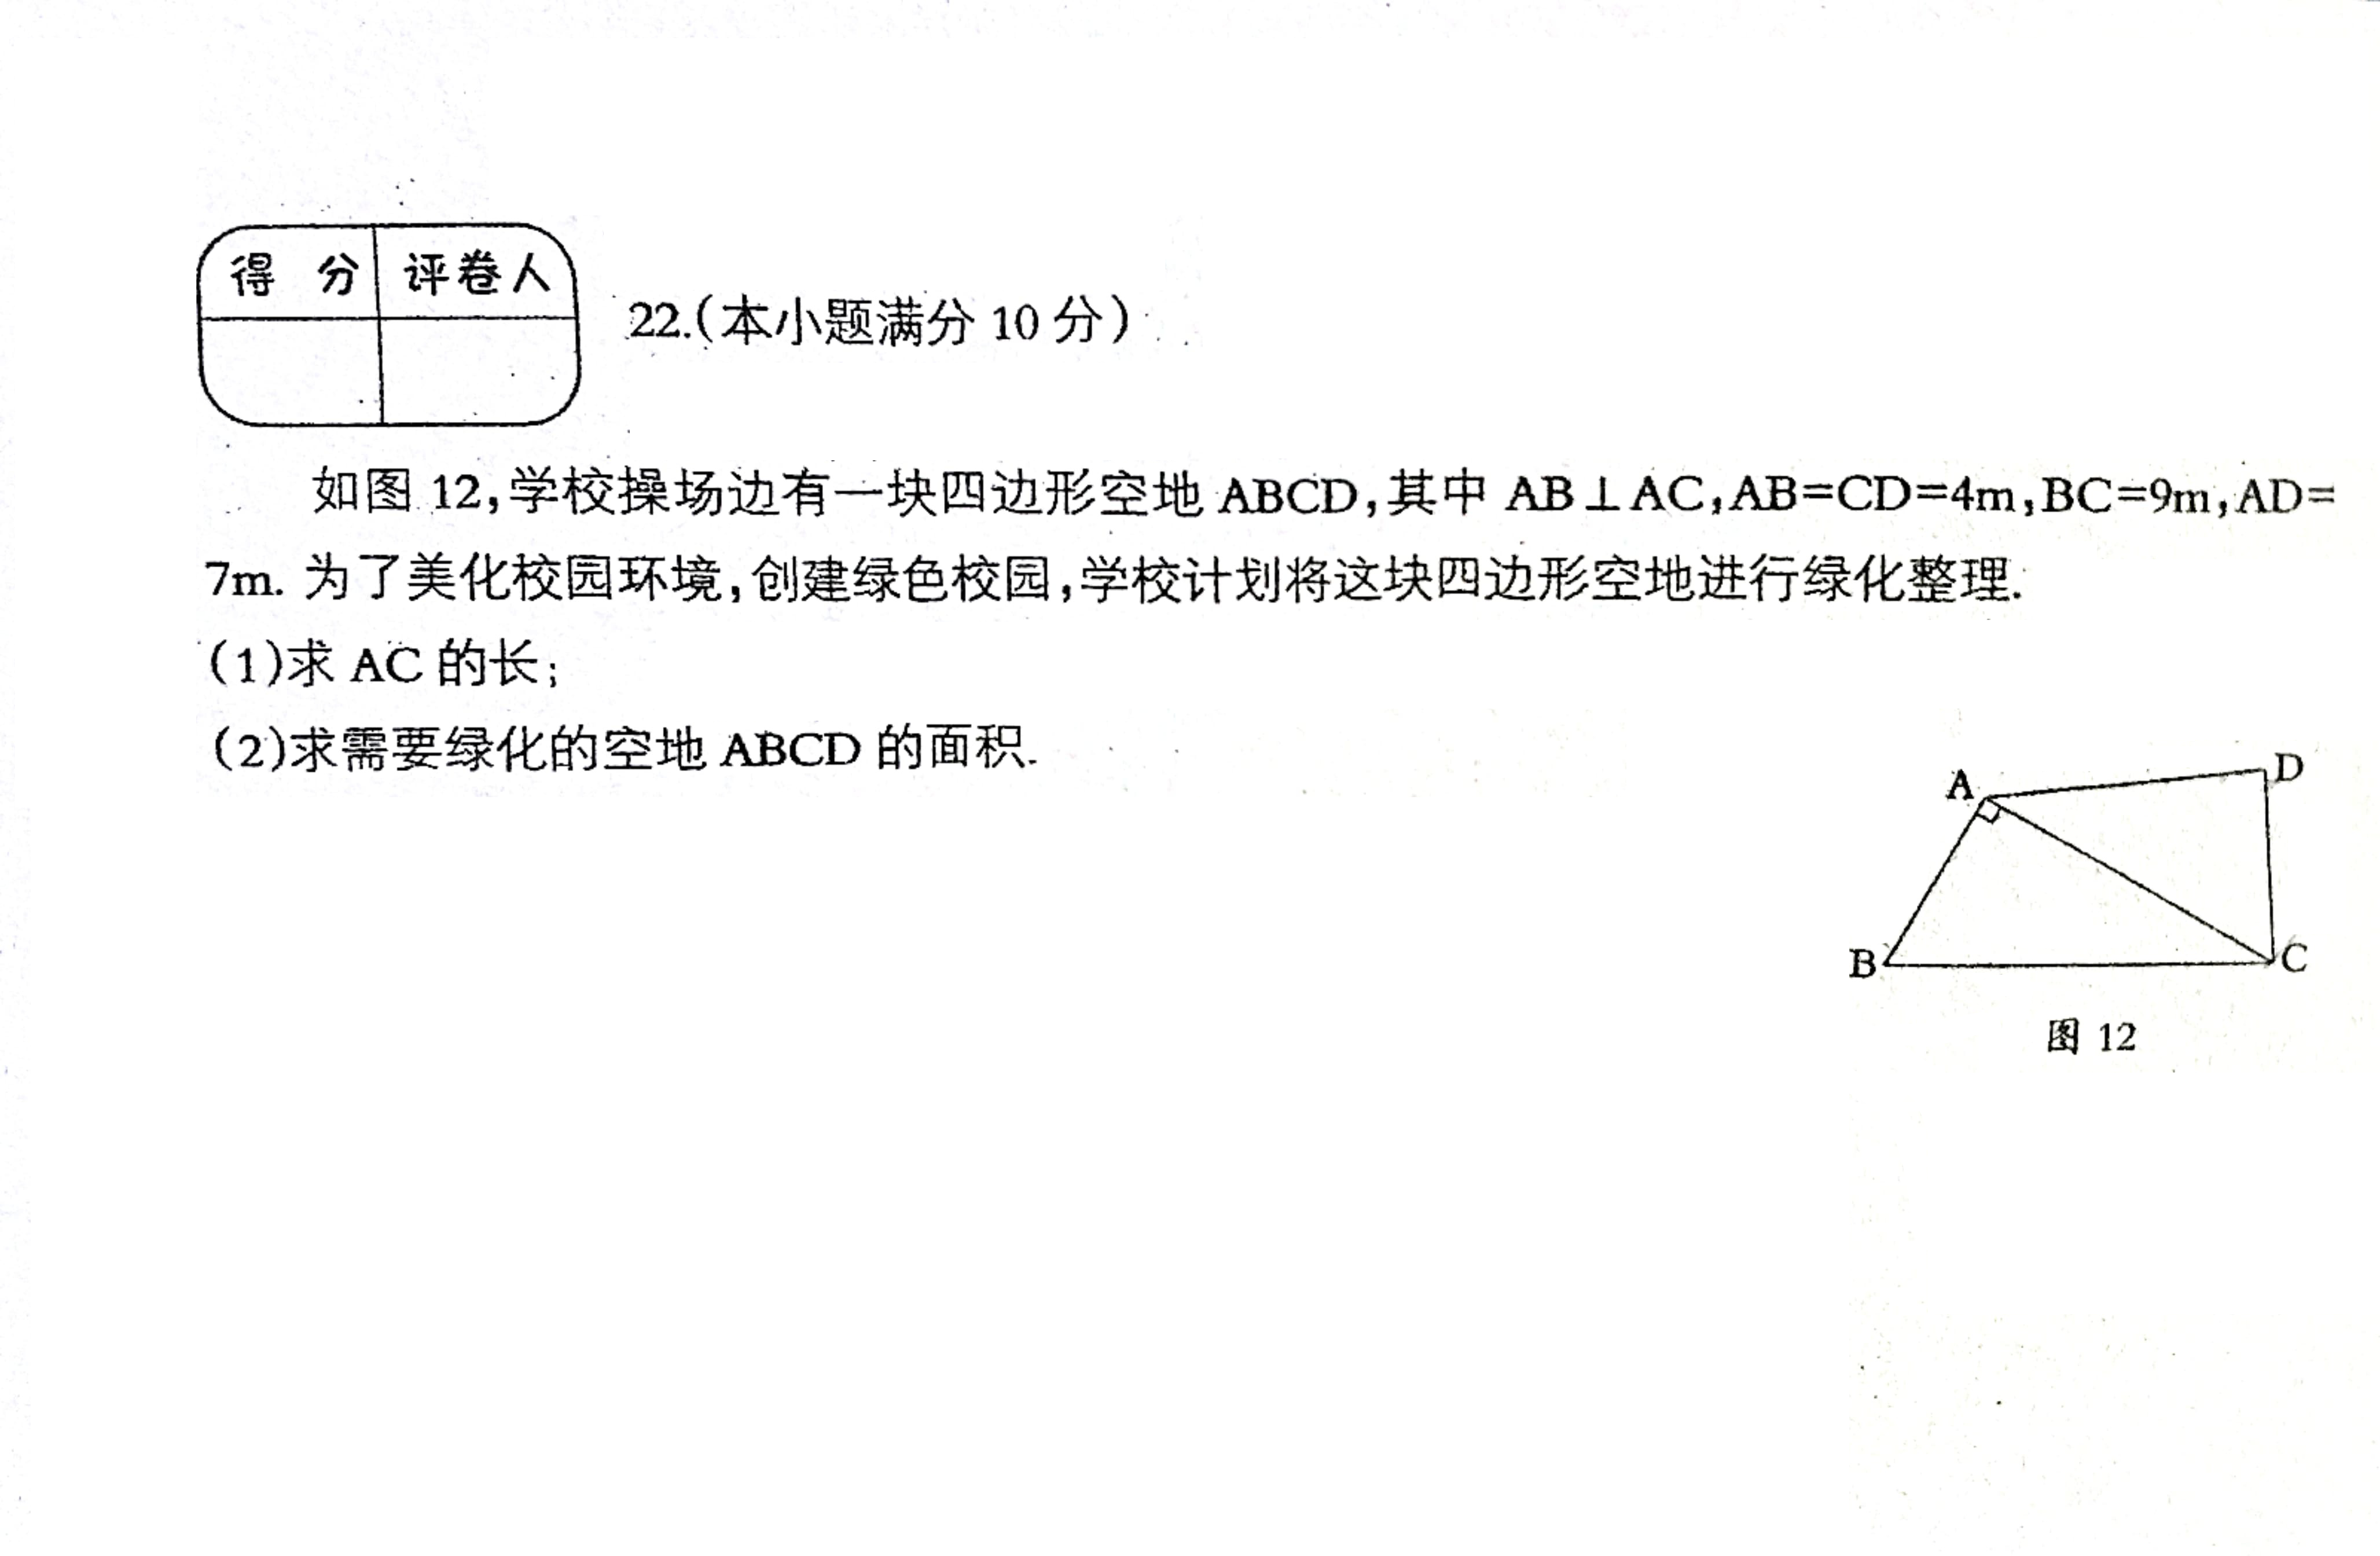 得 分 评卷人
22.(本小题满分 10 分)
如图 12,学校操场边有一块四边形空地 ABCD,其中 AB⊥AC,AB=CD=4m,BC=9m,AD=
7m. 为了美化校园环境,创建绿色校园,学校计划将这块四边形空地进行绿化整理.
(1)求 AC 的长;
(2)求需要绿化的空地 ABCD 的面积.
A
D
B
C
图 12